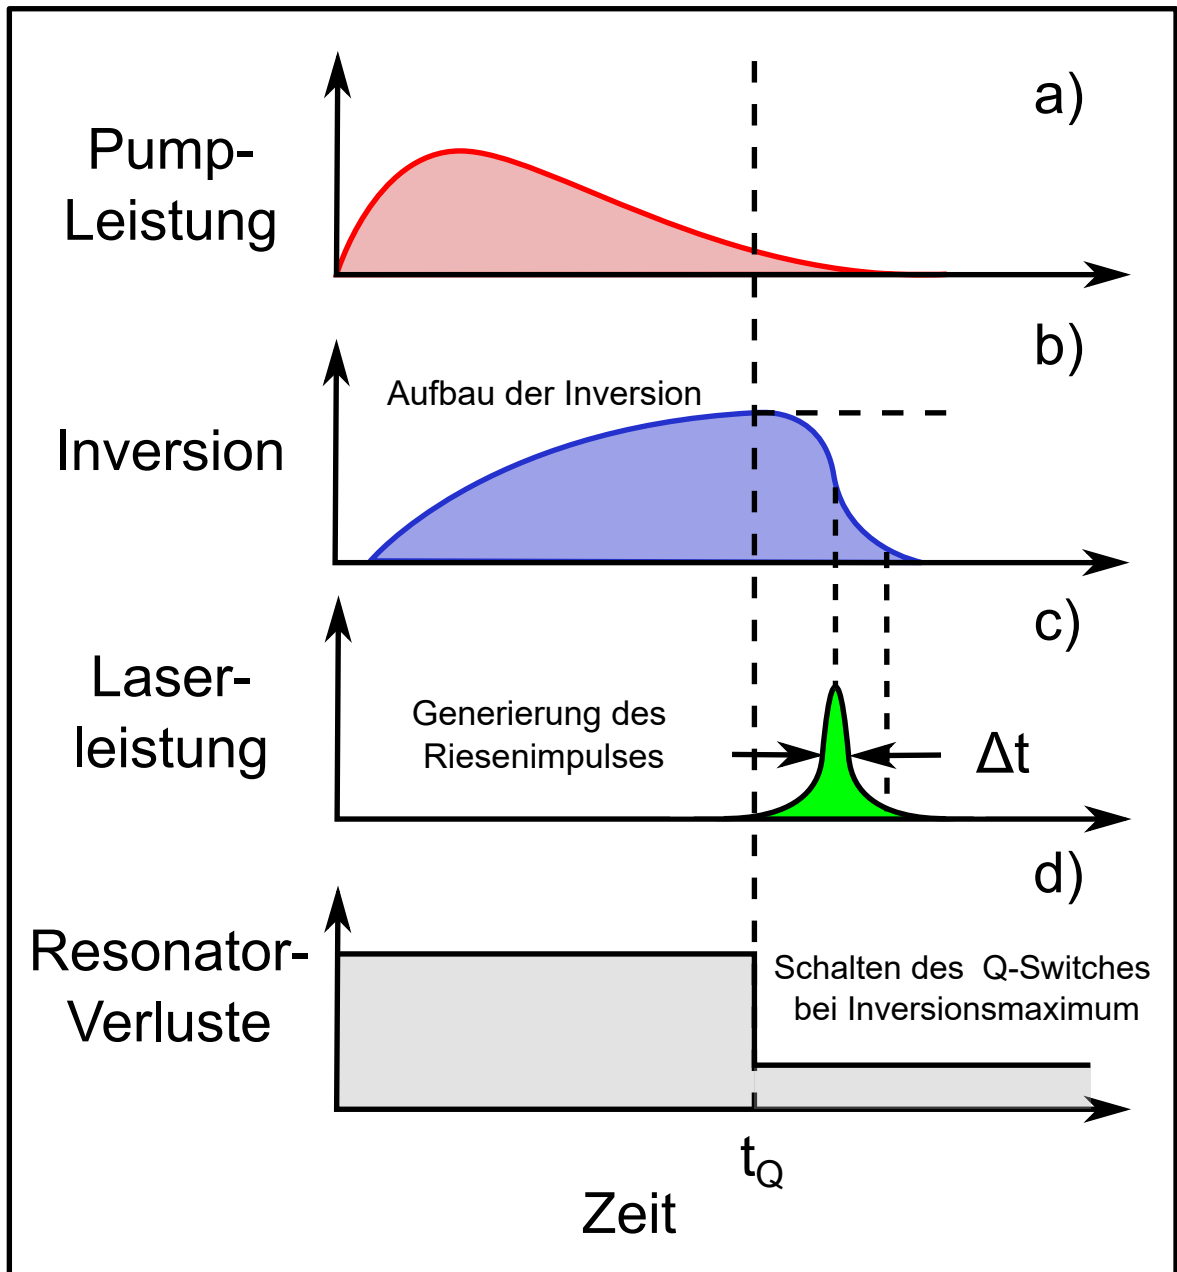 a)
Pump-
Leistung
b)
Aufbau der Inversion
Inversion
c)
Laser-
leistung
Generierung des
Riesenimpulses
Δt
d)
Resonator-
Verluste
Schalten des Q-Switches
bei Inversionsmaximum
tQ
Zeit